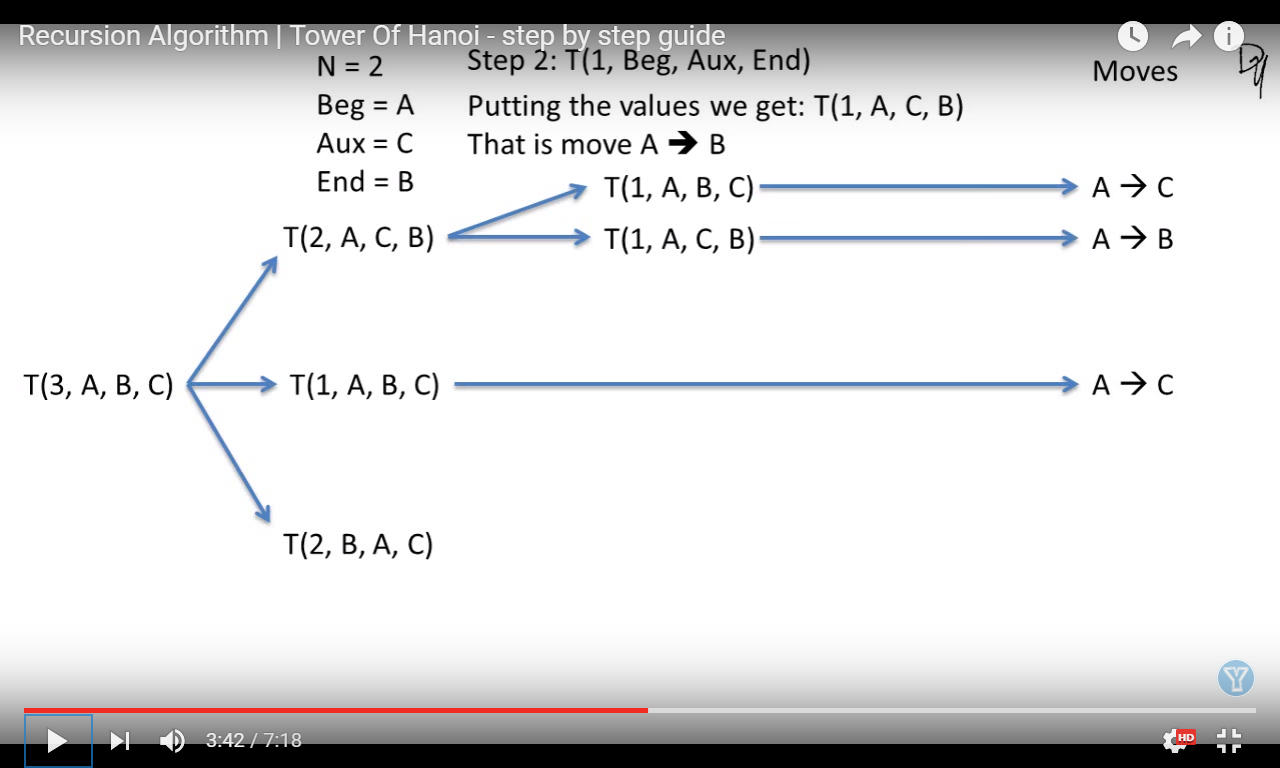 Recursion Algorithm | Tower Of Hanoi - step by step guide
N = 2
Beg = A
Aux = C
End = B
Step 2: T(1, Beg, Aux, End)
Putting the values we get: T(1, A, C, B)
That is move A → B
Moves
T(1, A, B, C) A → C
T(2, A, C, B) T(1, A, C, B) A → B
T(3, A, B, C) T(1, A, B, C) A → C
T(2, B, A, C)
Y
3:42 / 7:18
HD